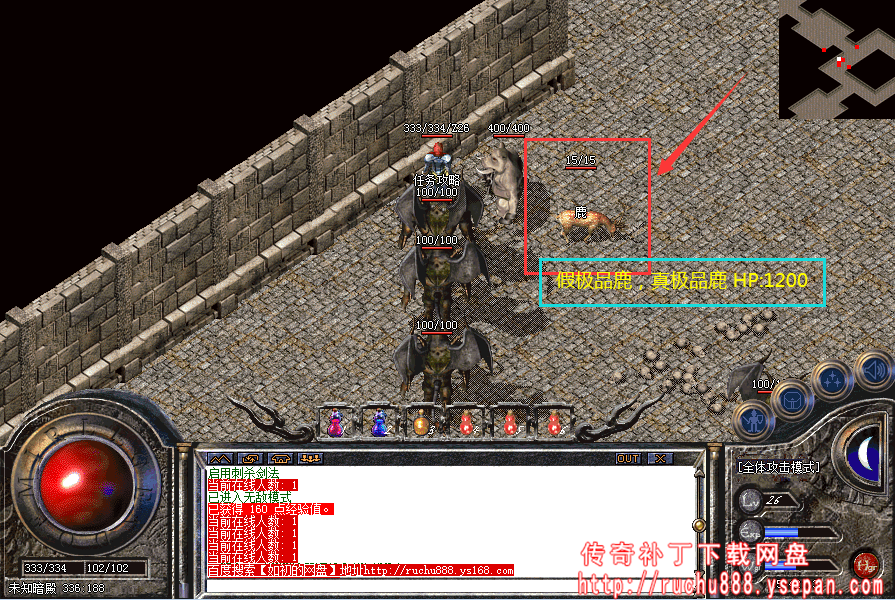 333/334/Z26
400/400
15/15
任务攻略
100/100
鹿
100/100
假极品鹿，真极品鹿 HP:1200
100/100
100/1
OUT
启用刺杀剑法
当前在线人数: 1
已进入无敌模式
已获得 160 点经验值。
当前在线人数: 1
当前在线人数: 1
当前在线人数: 1
当前在线人数: 1
百度搜索【如初的网盘】地址http://ruchu888.ys168.com
[全体攻击模式]
Lv 26
Exp
Hgr
333/334 102/102
未知暗殿 336:188
传奇补丁下载网盘
http://ruchu888.ysepan.com